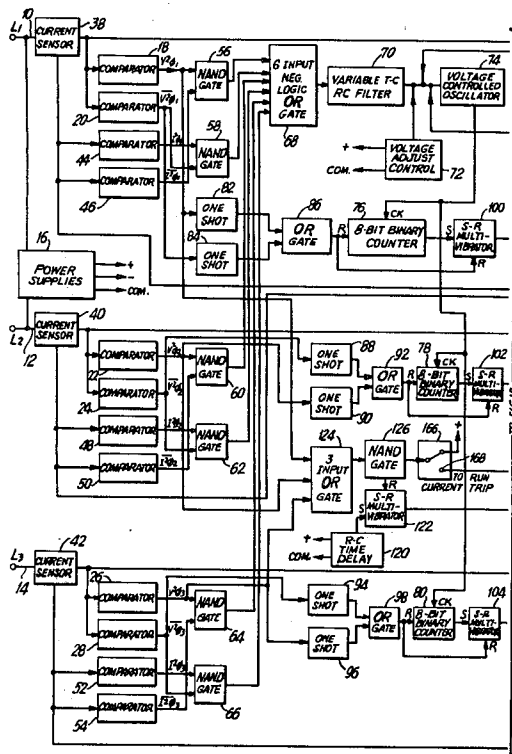 10
38
L1
CURRENT SENSOR
18
COMPARATOR
56
NAND GATE
6 INPUT NEG. LOGIC OR GATE
68
70
VARIABLE T-C RC FILTER
74
VOLTAGE CONTROLLED OSCILLATOR
20
COMPARATOR
58
NAND GATE
44
COMPARATOR
46
COMPARATOR
R+
COM.
VOLTAGE ADJUST CONTROL
72
82
ONE SHOT
84
ONE SHOT
86
OR GATE
76
CK
8-BIT BINARY COUNTER
100
S
S-R MULTI-VIBRATOR
R
R
16
POWER SUPPLIES
+
-
COM.
40
L2
12
CURRENT SENSOR
22
COMPARATOR
24
COMPARATOR
48
COMPARATOR
50
COMPARATOR
NAND GATE
60
NAND GATE
62
88
ONE SHOT
ONE SHOT
90
92
OR GATE
78
CK
R
8-BIT BINARY COUNTER
102
S
S-R MULTI-VIBRATOR
R
124
3 INPUT OR GATE
126
NAND GATE
166
+
168
TO RUN
CURRENT TRIP
R
S
S-R MULTI-VIBRATOR
122
+
COM.
R-C TIME DELAY
120
42
L3
14
CURRENT SENSOR
26
COMPARATOR
28
COMPARATOR
52
COMPARATOR
54
COMPARATOR
NAND GATE
64
NAND GATE
66
94
ONE SHOT
ONE SHOT
96
98
OR GATE
80
CK
R
8-BIT BINARY COUNTER
104
S
S-R MULTI-VIBRATOR
R